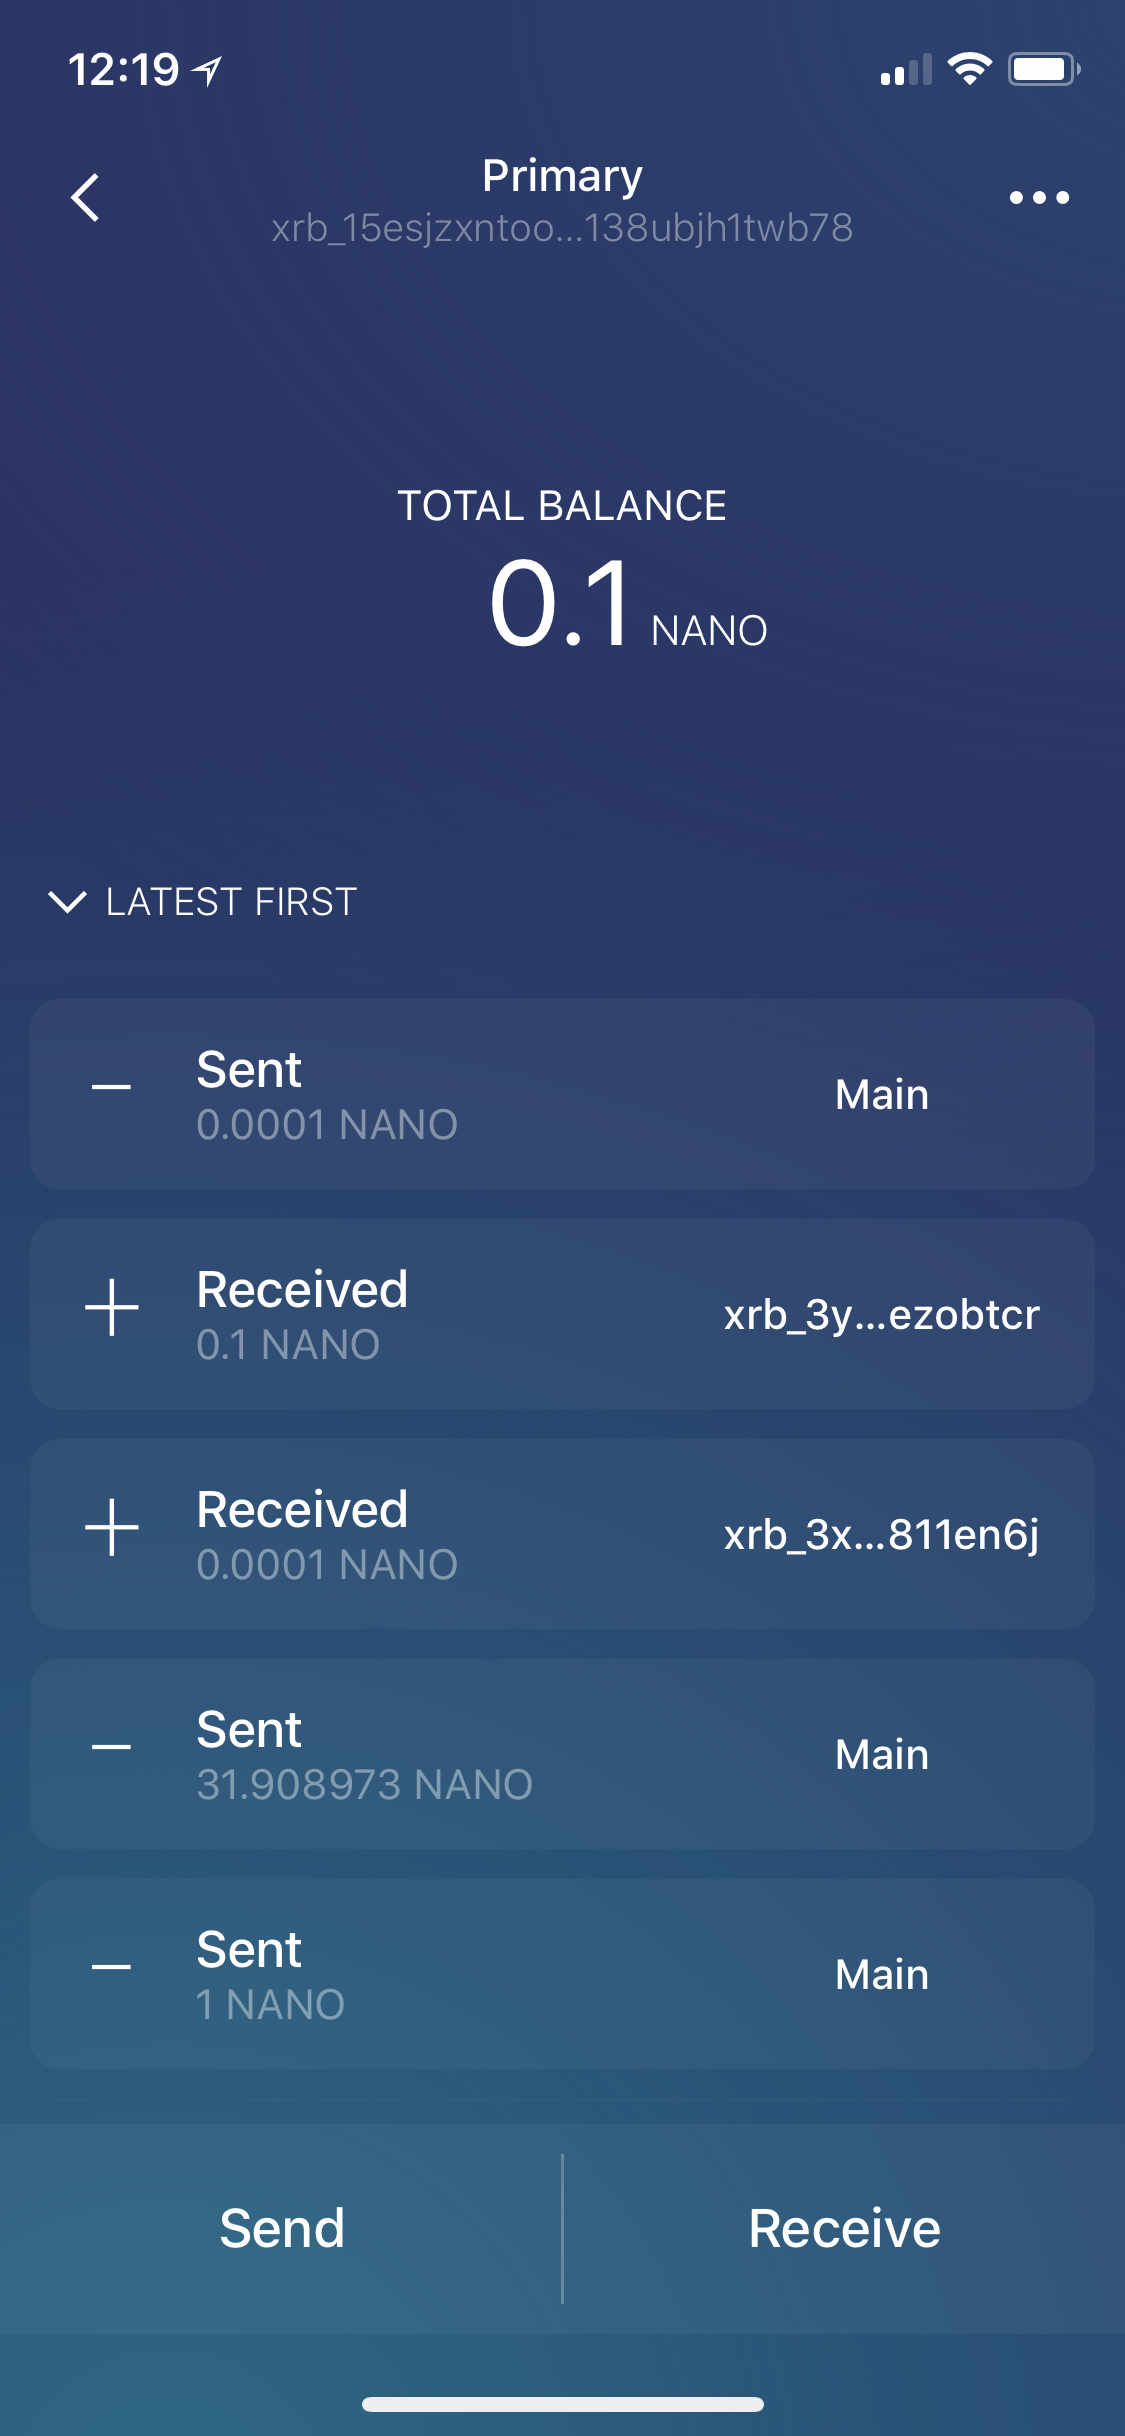 12:19
Primary
xrb_15esjzxntoo...138ubjh1twb78
TOTAL BALANCE
0.1 NANO
LATEST FIRST
Sent
0.0001 NANO
Main
Received
0.1 NANO
xrb_3y...ezobtcr
Received
0.0001 NANO
xrb_3x...811en6j
Sent
31.908973 NANO
Main
Sent
1 NANO
Main
Send
Receive